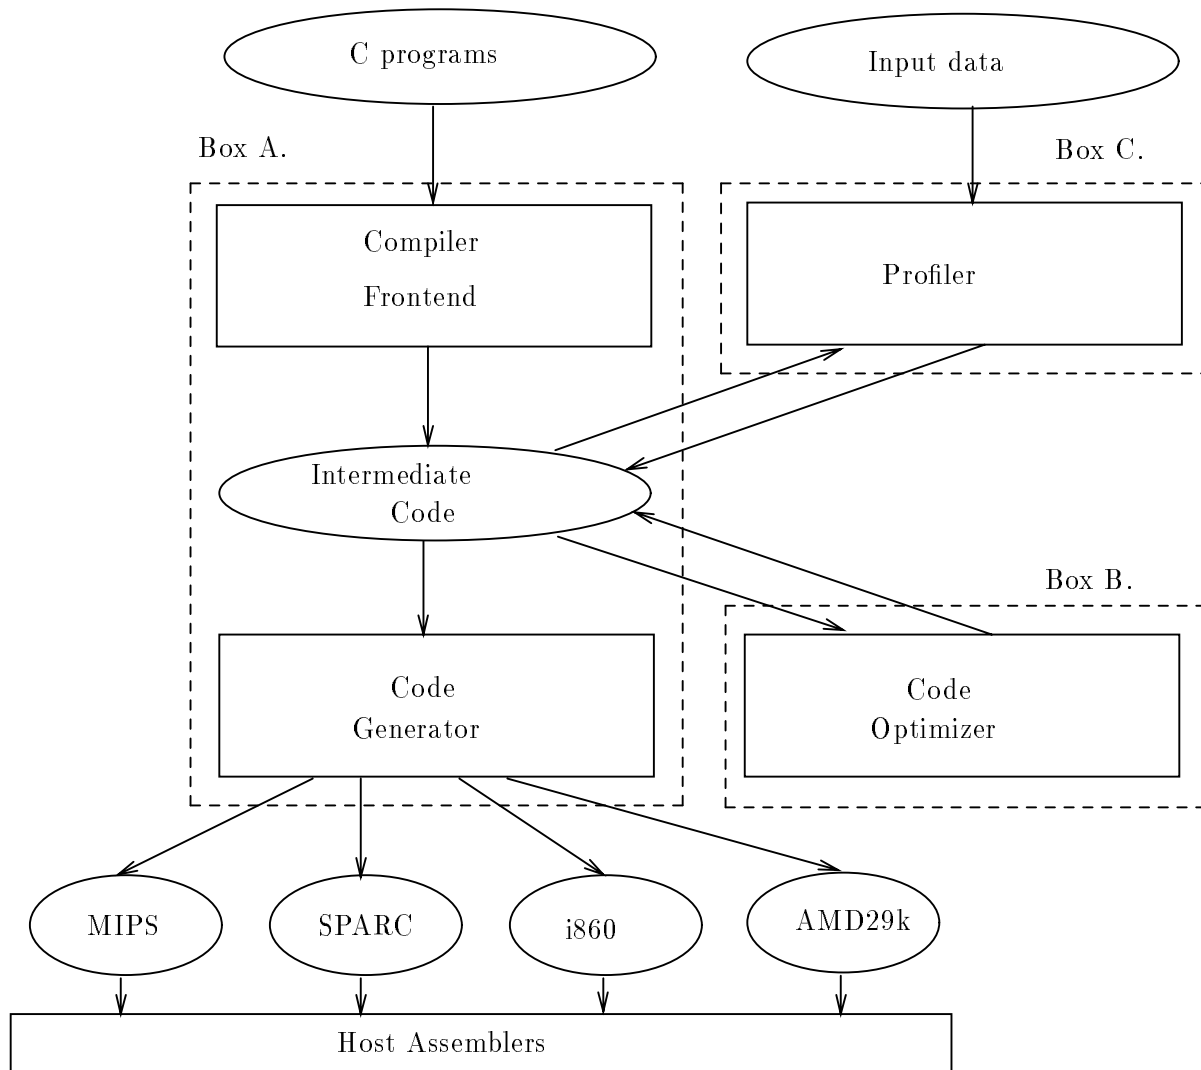 C programs
Input data
Box A.
Box C.
Compiler
Frontend
Profiler
Intermediate
Code
Box B.
Code
Generator
Code
Optimizer
MIPS
SPARC
i860
AMD29k
Host Assemblers